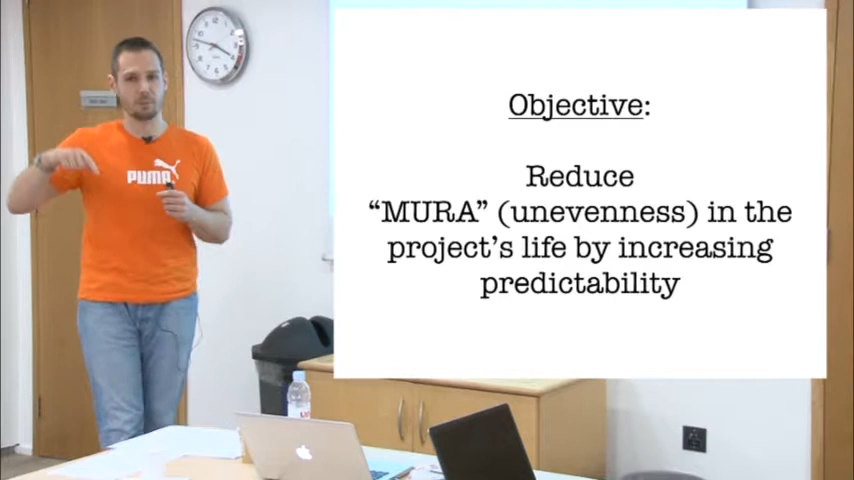 Objective:
Reduce
“MURA” (unevenness) in the
project’s life by increasing
predictability
PUMA